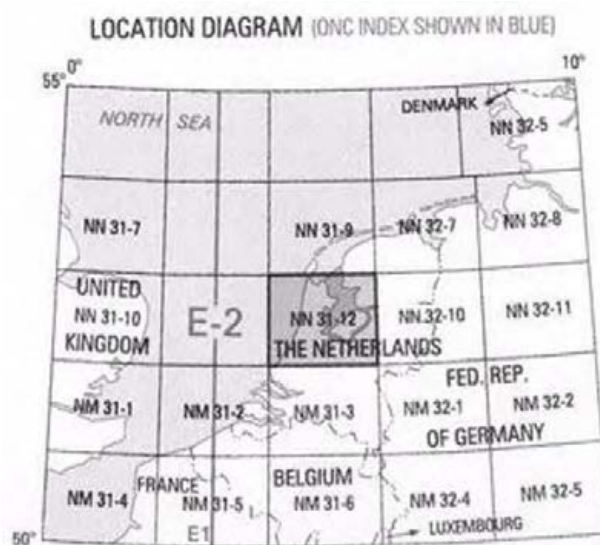 LOCATION DIAGRAM (ONC INDEX SHOWN IN BLUE)
0° 10°
55°
DENMARK
NORTH SEA NN 32-5
NN 31-7 NN 31-9 NN 32-7 NN 32-8
UNITED
NN 31-10 E-2 NN 31-12 NN 32-10 NN 32-11
KINGDOM THE NETHERLANDS
FED. REP.
NM 31-1 NM 31-2 NM 31-3 NM 32-1 NM 32-2
OF GERMANY
FRANCE BELGIUM
NM 31-4 NM 31-5 NM 31-6 NM 32-4 NM 32-5
50° E1 LUXEMBOURG